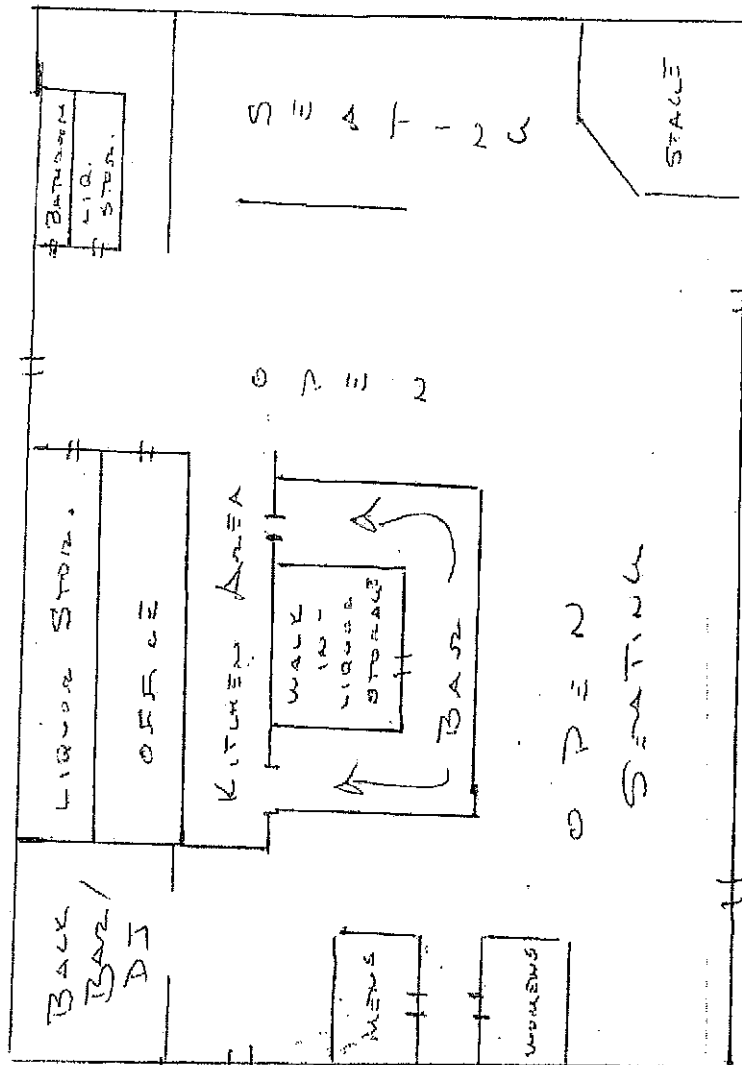 BATHROOM
LIQ.
STOR.
SEATING
STAGE
OPEN
LIQUOR STOR.
OFFICE
KITCHEN AREA
WALK
IN-
LIQUOR
STORAGE
BAR
OPEN
SEATING
BACK
BAR/
DJ
MENS
WOMENS